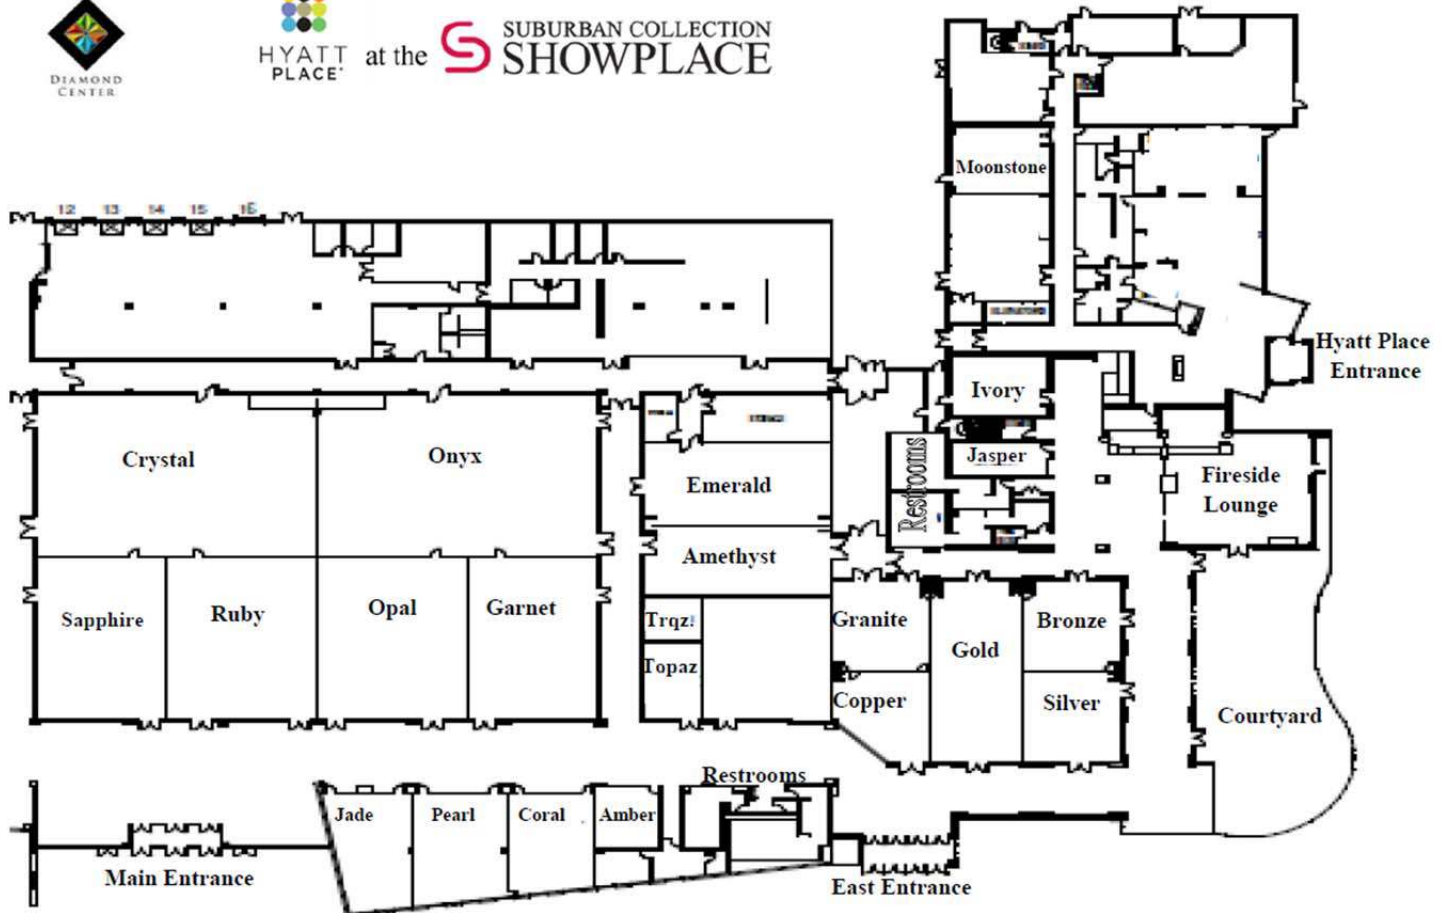 DIAMOND
CENTER
HYATT
PLACE
at the
SUBURBAN COLLECTION
SHOWPLACE
12 13 14 15 16
Moonstone
Hyatt Place
Entrance
Ivory
Jasper
Restrooms
Fireside
Lounge
Crystal
Onyx
Emerald
Amethyst
Sapphire
Ruby
Opal
Garnet
Trqz!
Topaz
Granite
Gold
Bronze
Copper
Silver
Courtyard
Restrooms
Jade
Pearl
Coral
Amber
Main Entrance
East Entrance